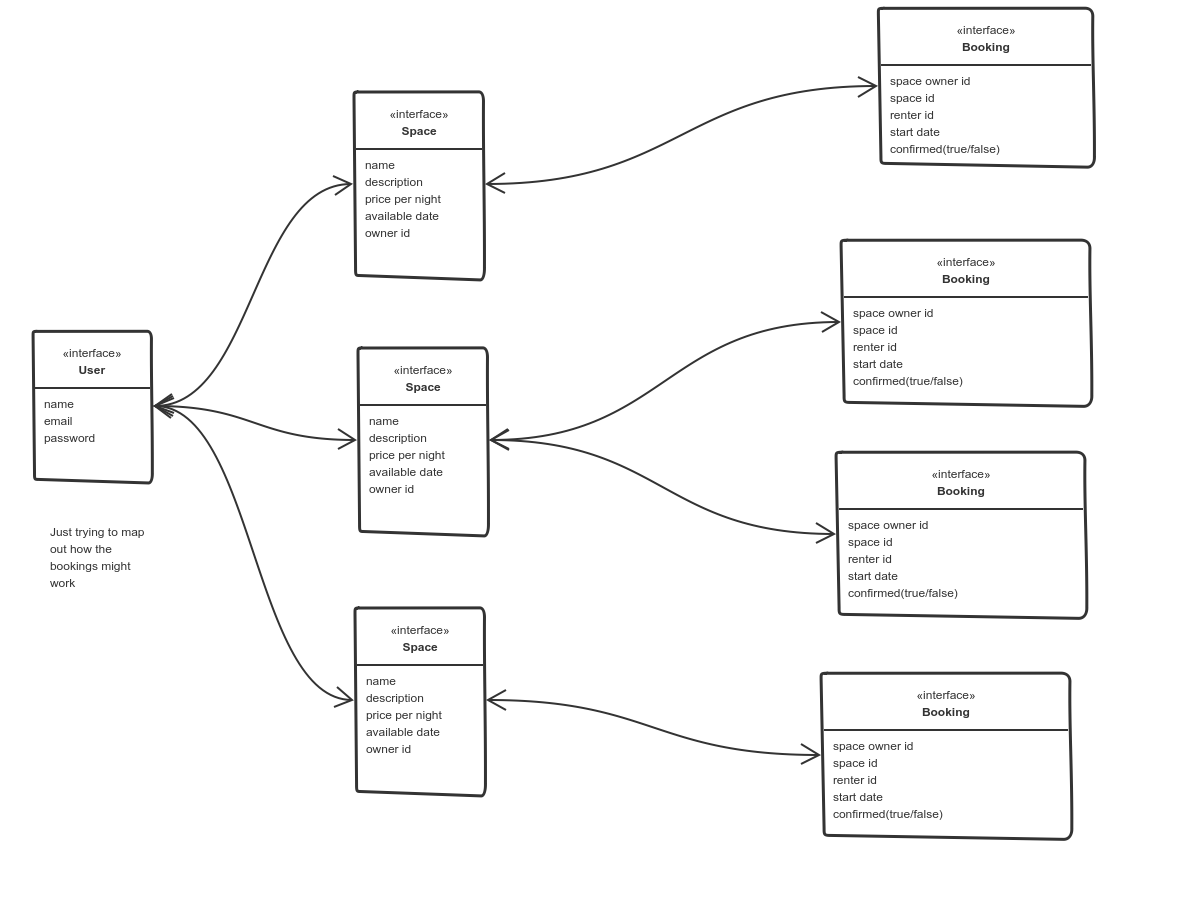 «interface»
Booking
space owner id
space id
renter id
start date
confirmed(true/false)
«interface»
Space
name
description
price per night
available date
owner id
«interface»
Booking
space owner id
space id
renter id
start date
confirmed(true/false)
«interface»
User
name
email
password
«interface»
Space
name
description
price per night
available date
owner id
«interface»
Booking
space owner id
space id
renter id
start date
confirmed(true/false)
Just trying to map
out how the
bookings might
work
«interface»
Space
name
description
price per night
available date
owner id
«interface»
Booking
space owner id
space id
renter id
start date
confirmed(true/false)